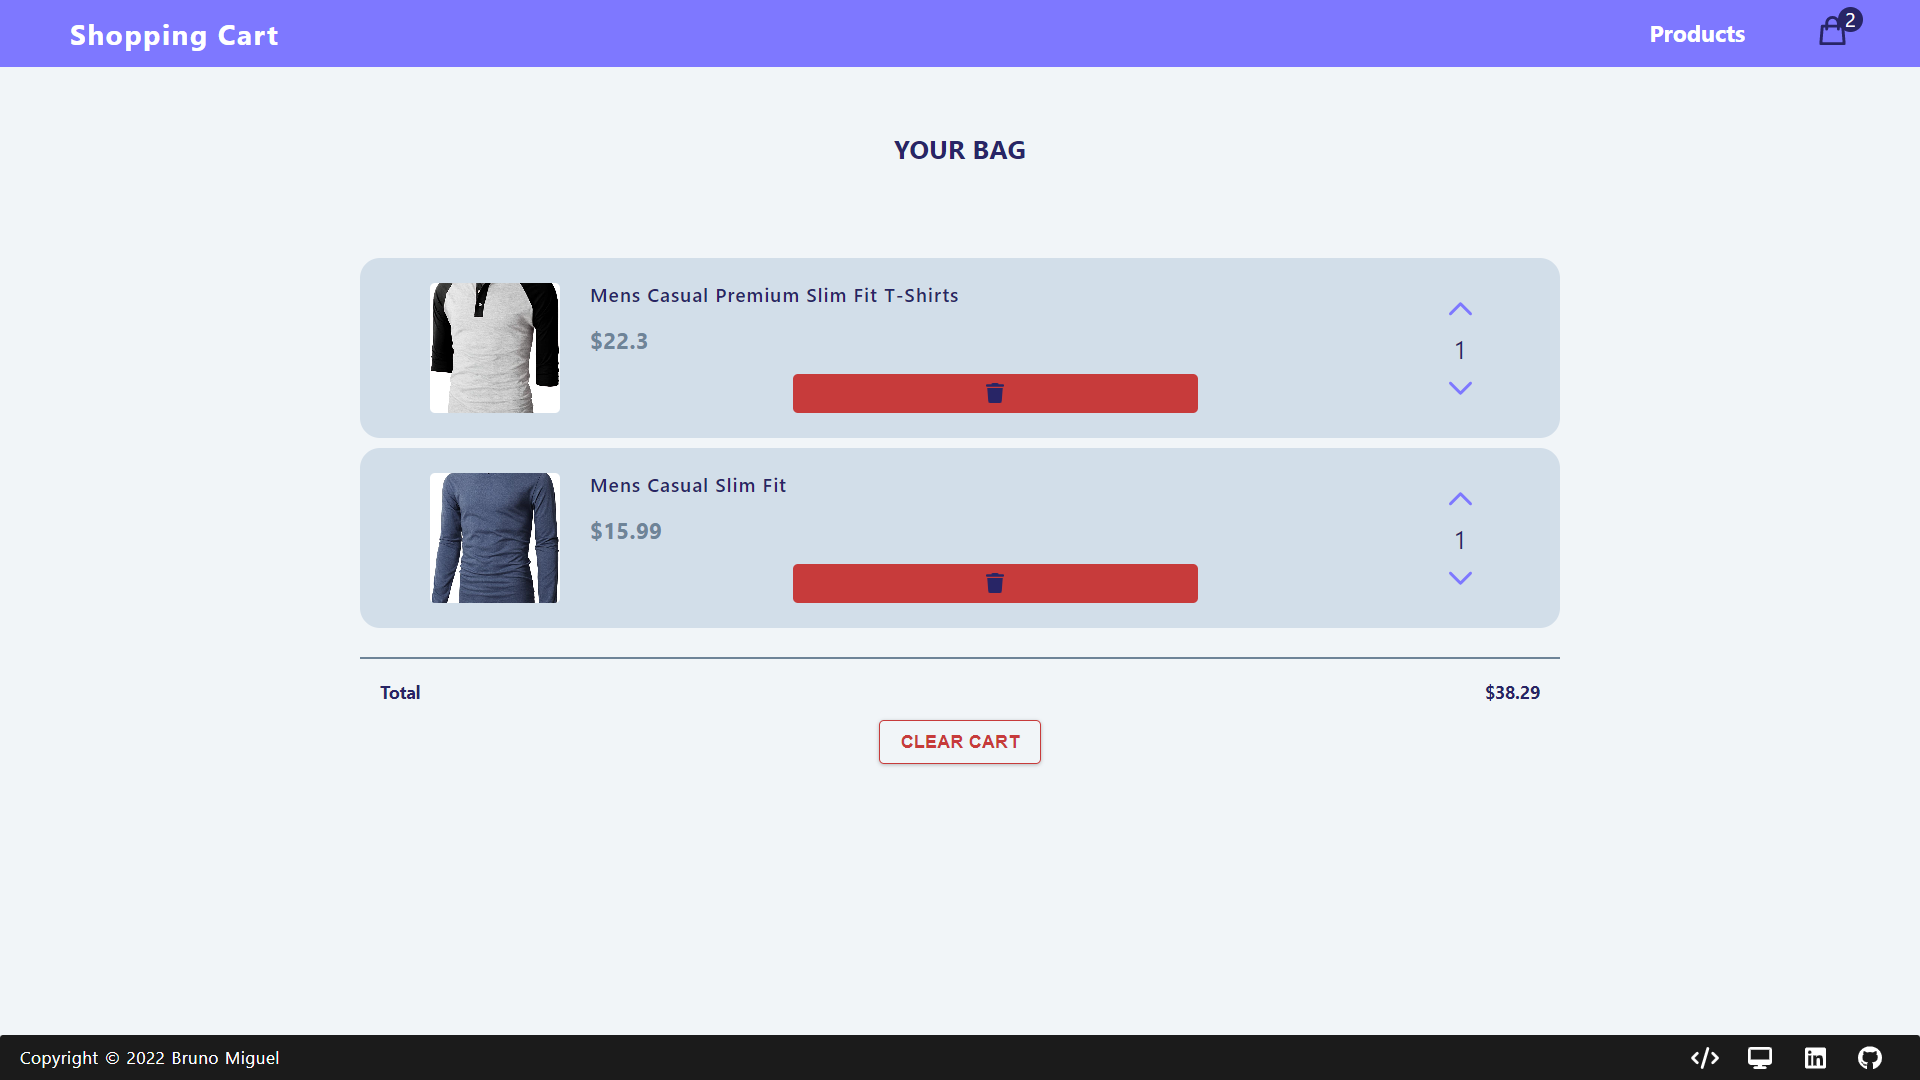 Shopping Cart
Products
2
YOUR BAG
Mens Casual Premium Slim Fit T-Shirts
$22.3
1
Mens Casual Slim Fit
$15.99
1
Total
$38.29
CLEAR CART
Copyright © 2022 Bruno Miguel